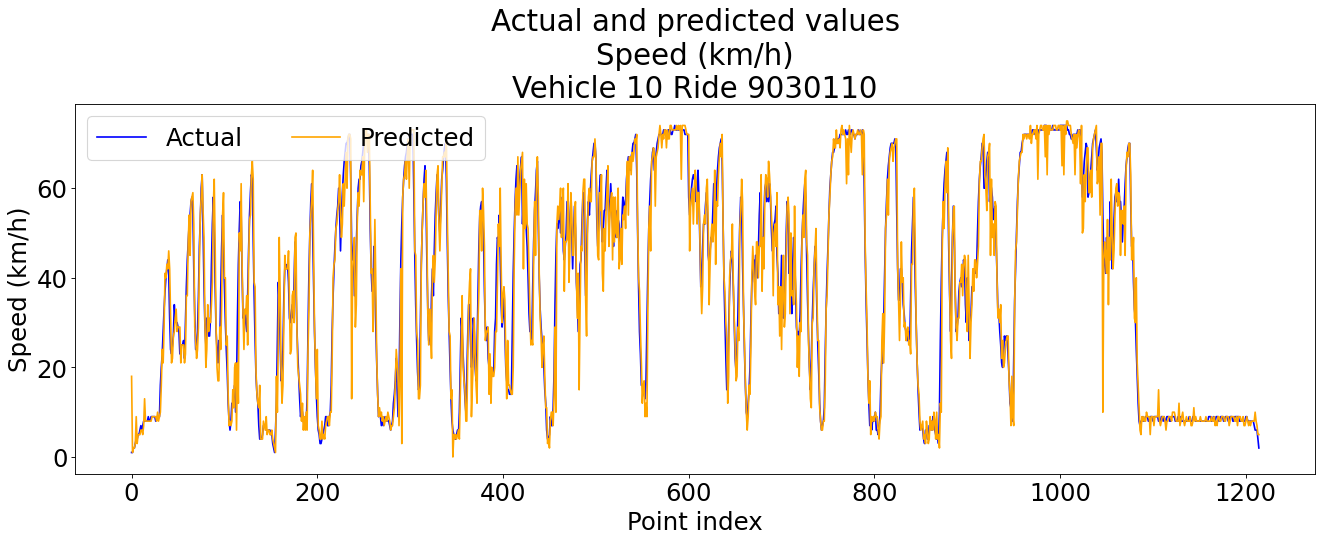 Actual and predicted values
Speed (km/h)
Vehicle 10 Ride 9030110
Actual
Predicted
Speed (km/h)
60
40
20
0
0 200 400 600 800 1000 1200
Point index